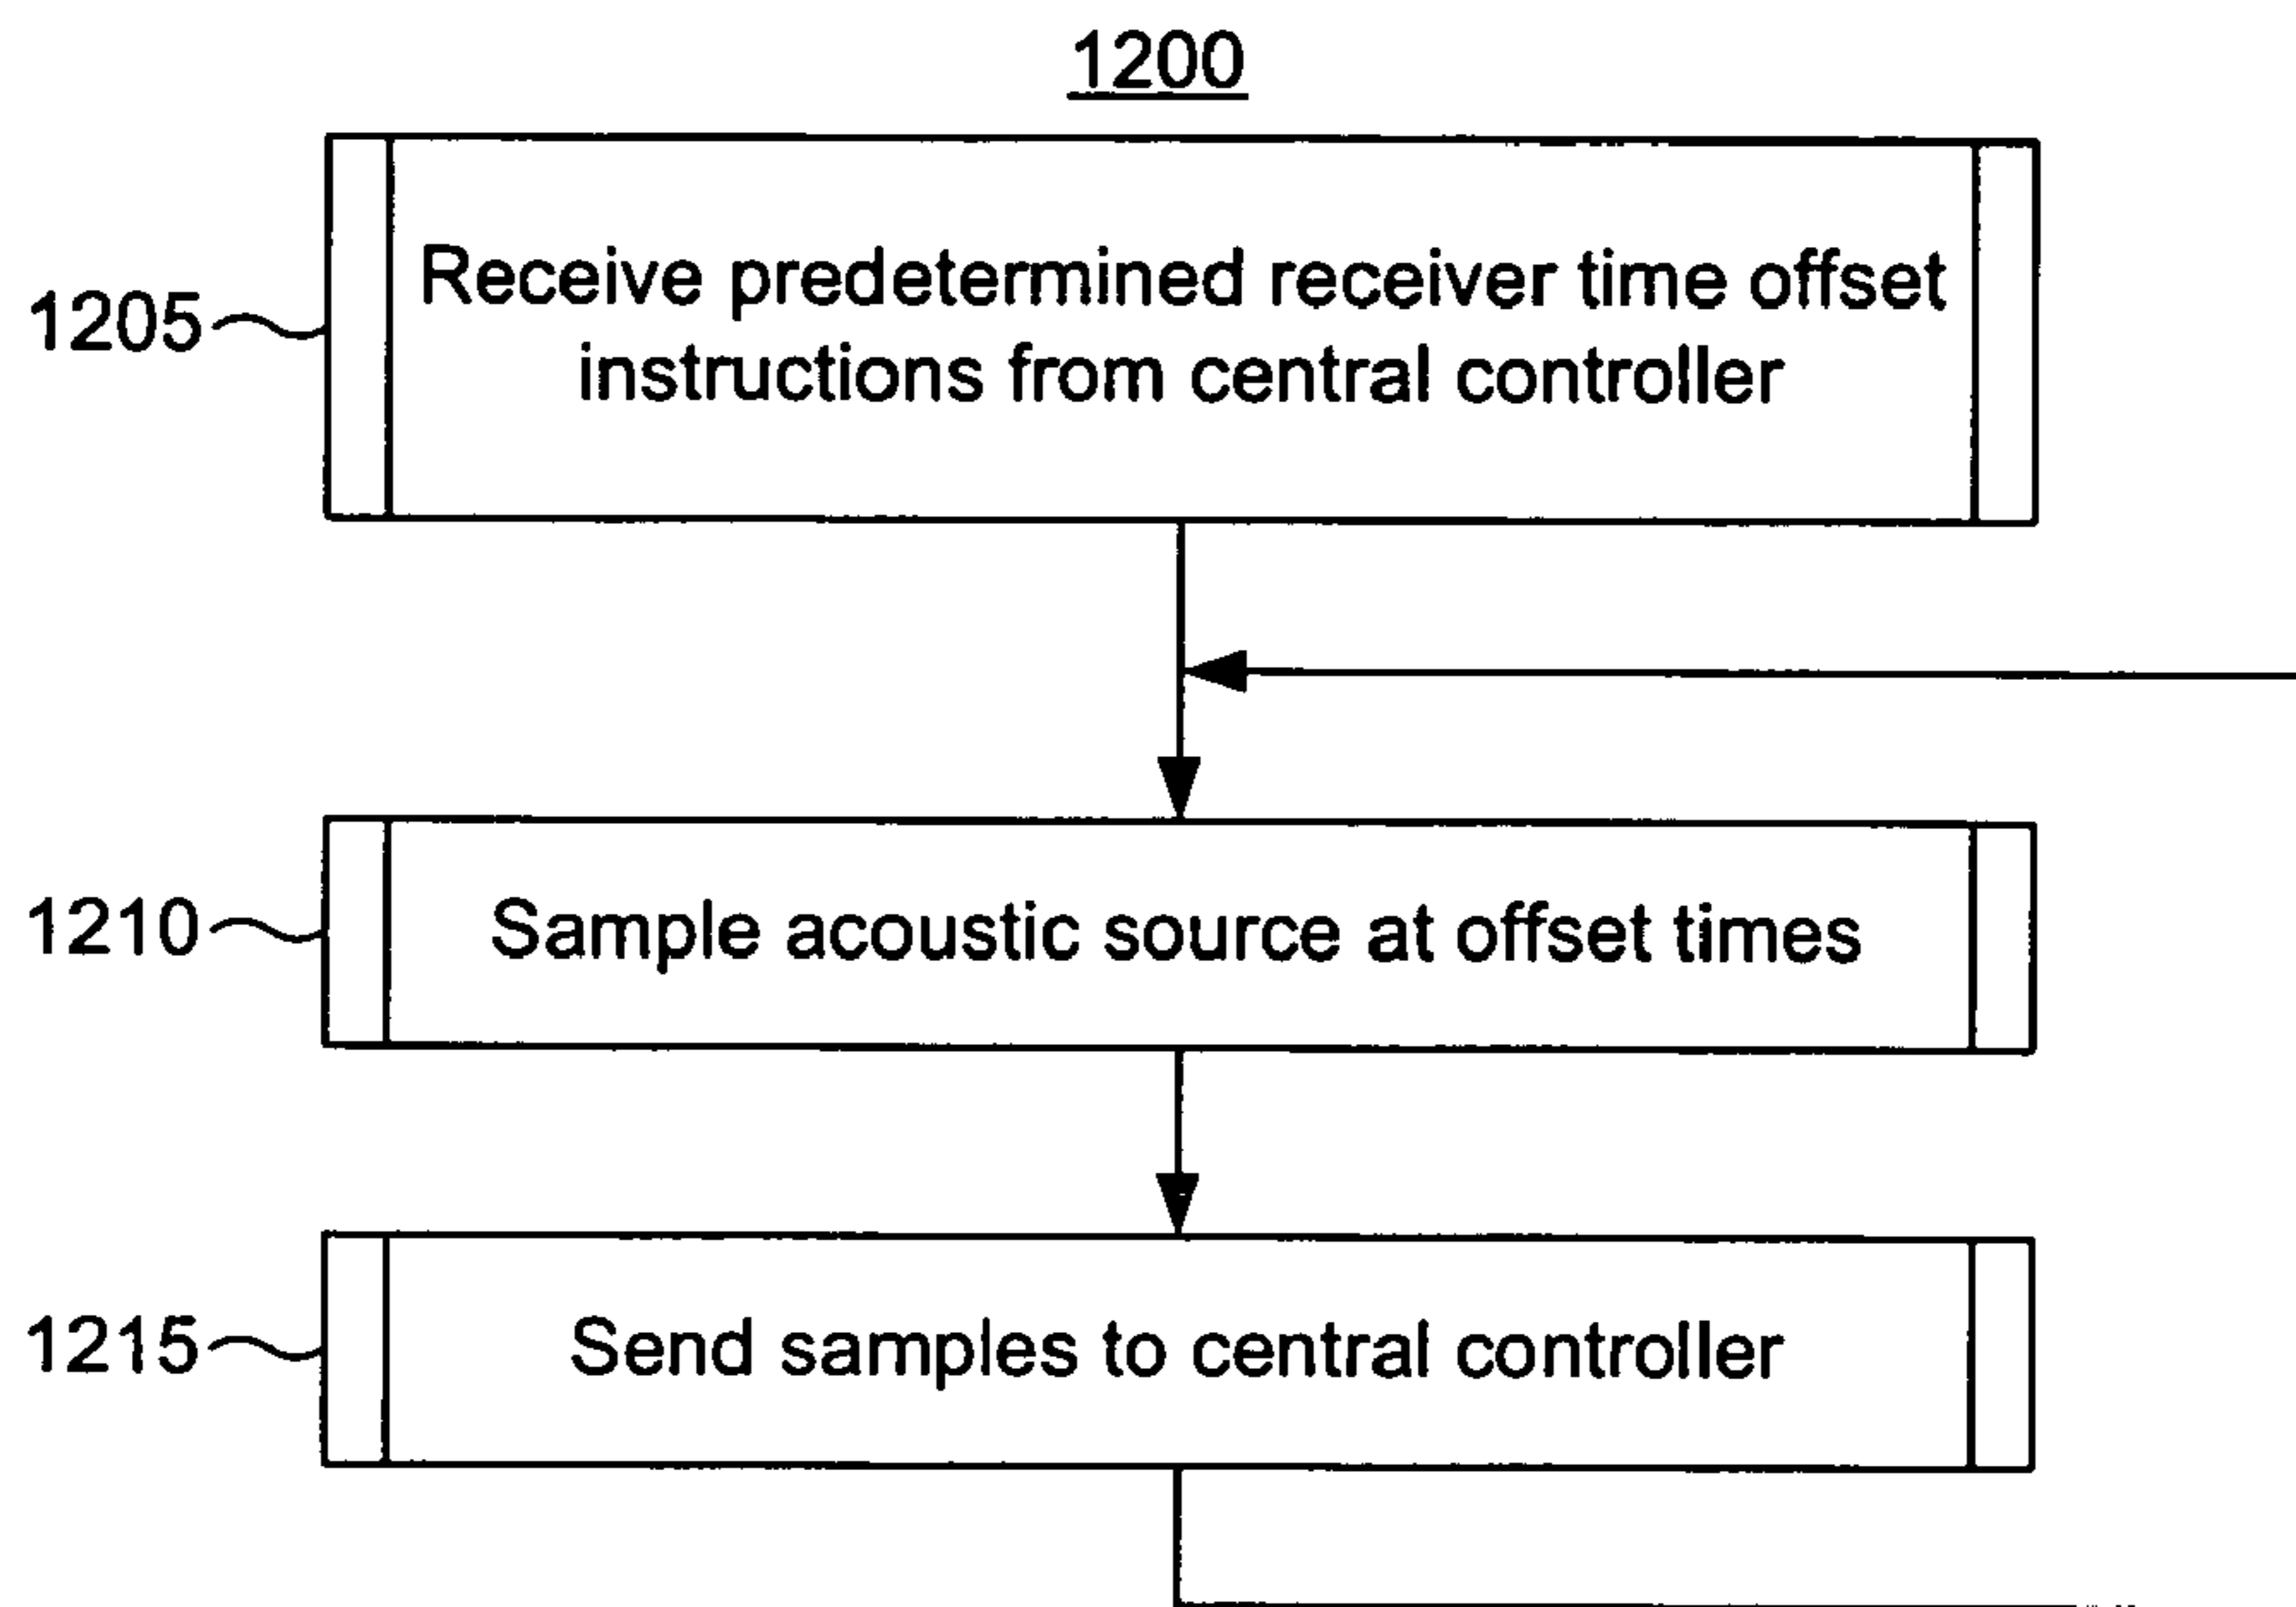 1200
1205
Receive predetermined receiver time offset
instructions from central controller
1210
Sample acoustic source at offset times
1215
Send samples to central controller